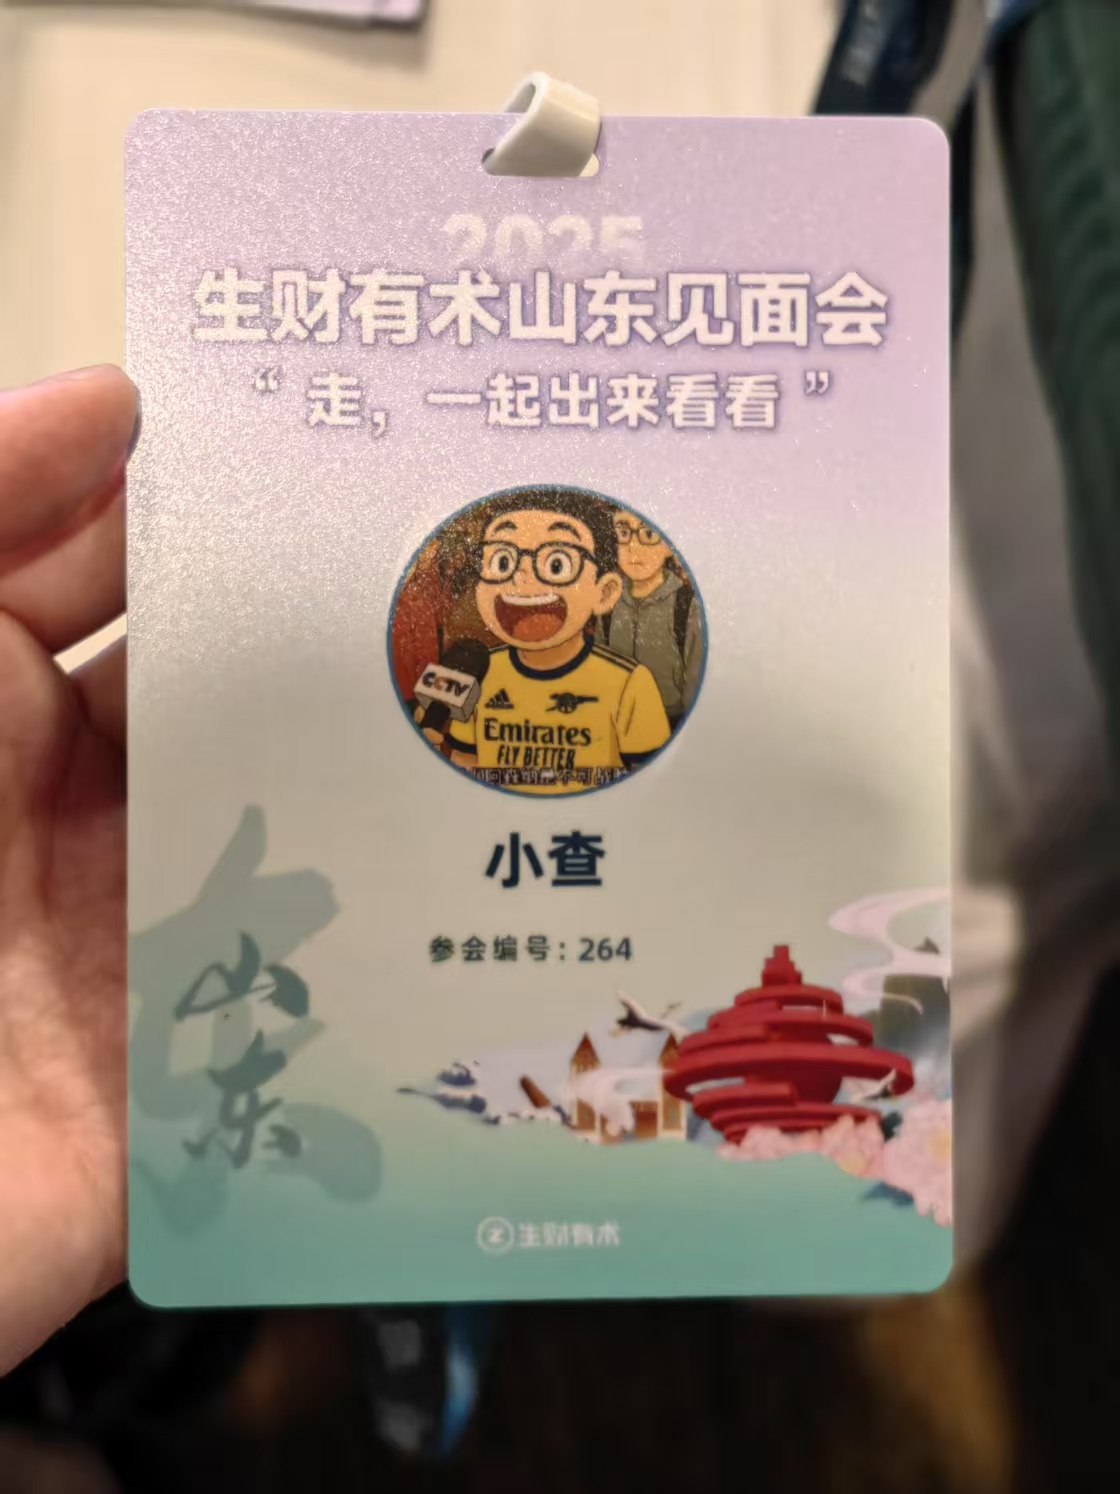 2025
生财有术山东见面会
“走，一起出来看看”
CCTV
Emirates
FLY BETTER
小查
参会编号：264
山
东
生财有术